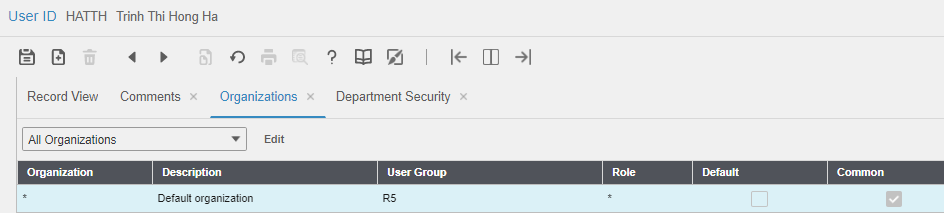 User ID HATTH Trinh Thi Hong Ha
?
Record View Comments × Organizations × Department Security ×
All Organizations Edit
Organization Description User Group Role Default Common
* Default organization R5 *